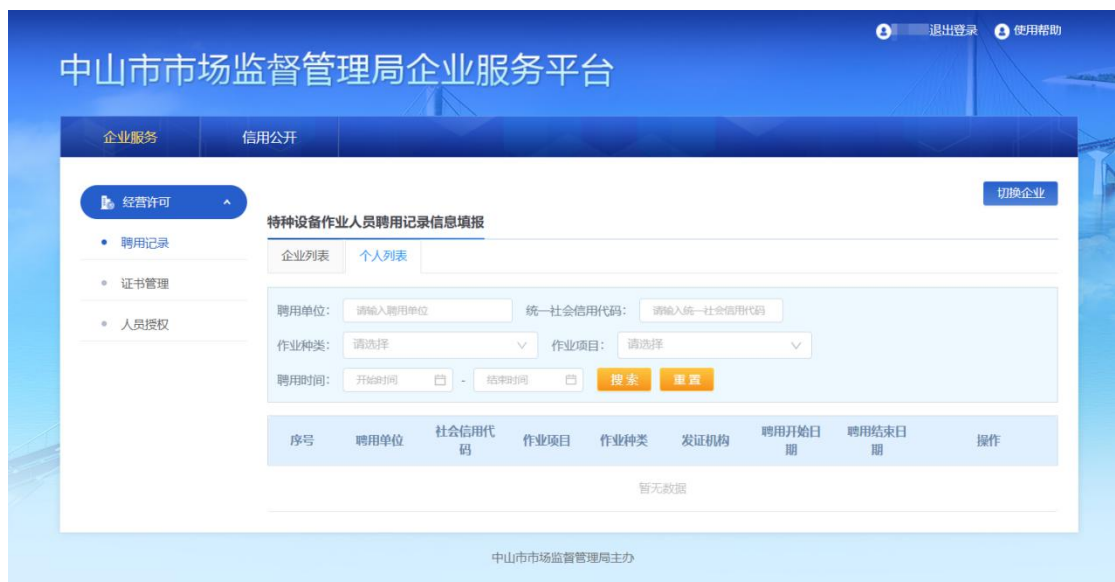 退出登录 使用帮助
中山市市场监督管理局企业服务平台
企业服务 信用公开
切换企业
经营许可
聘用记录
证书管理
人员授权
特种设备作业人员聘用记录信息填报
企业列表 个人列表
聘用单位: 请输入聘用单位 统一社会信用代码: 请输入统一社会信用代码
作业种类: 请选择 作业项目: 请选择
聘用时间: 开始时间 - 结束时间 搜索 重置
序号 聘用单位 社会信用代码 作业项目 作业种类 发证机构 聘用开始日期 聘用结束日期 操作
暂无数据
中山市市场监督管理局主办